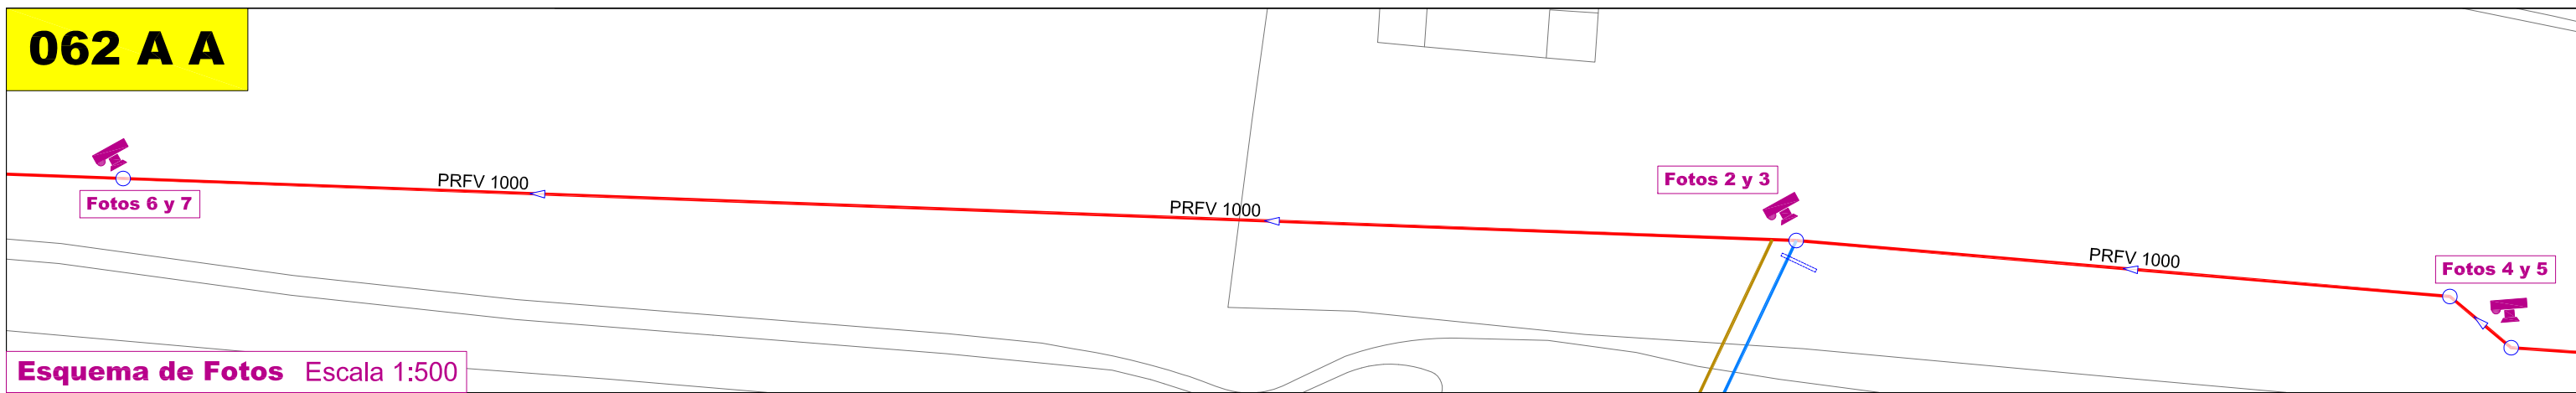 062 A A
Fotos 6 y 7
PRFV 1000
PRFV 1000
Fotos 2 y 3
PRFV 1000
Fotos 4 y 5
Esquema de Fotos Escala 1:500